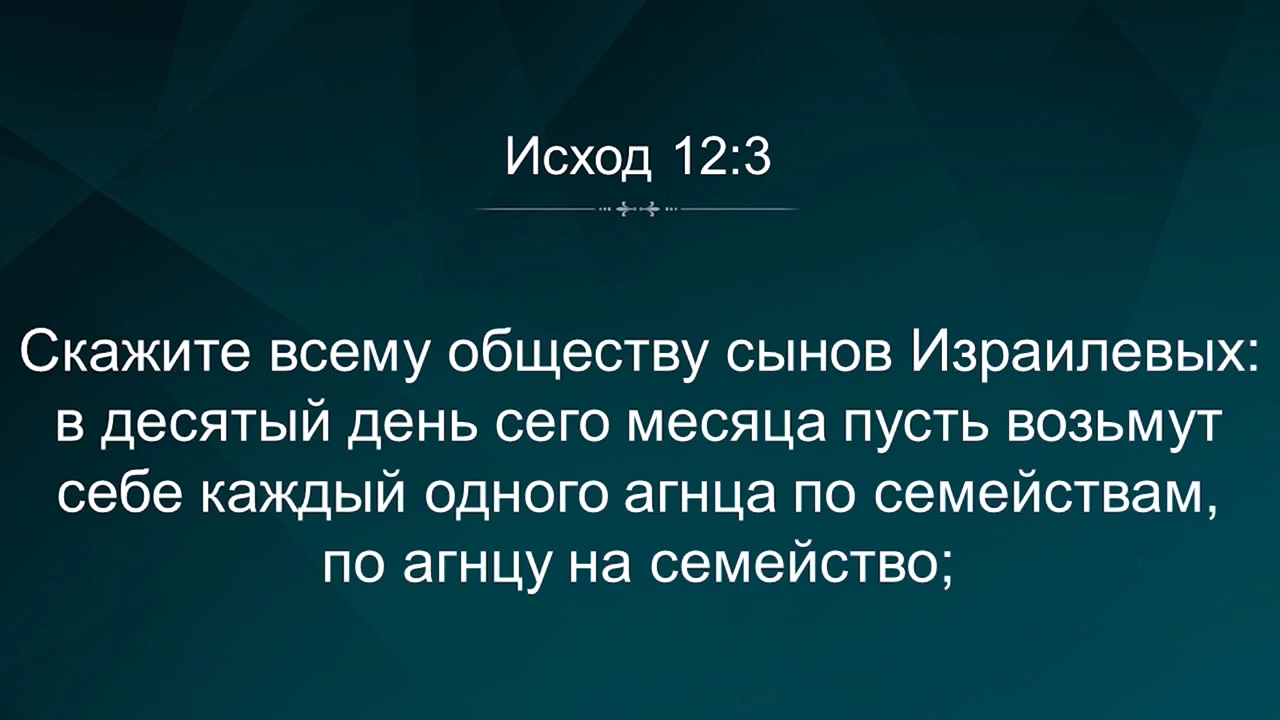 Исход 12:3
Скажите всему обществу сынов Израилевых:
в десятый день сего месяца пусть возьмут
себе каждый одного агнца по семействам,
по агнцу на семейство;